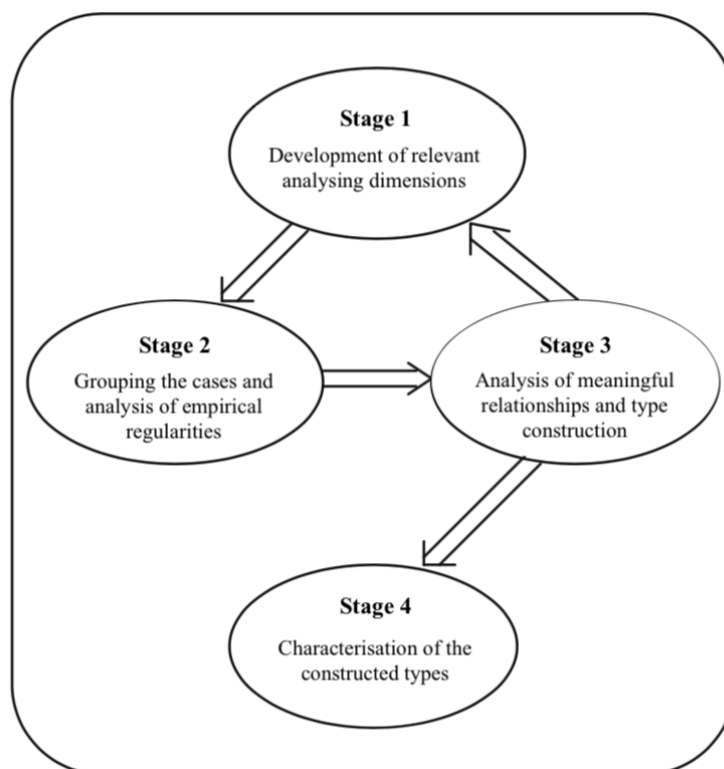 Stage 1
Development of relevant
analysing dimensions
Stage 2
Grouping the cases and
analysis of empirical
regularities
Stage 3
Analysis of meaningful
relationships and type
construction
Stage 4
Characterisation of the
constructed types